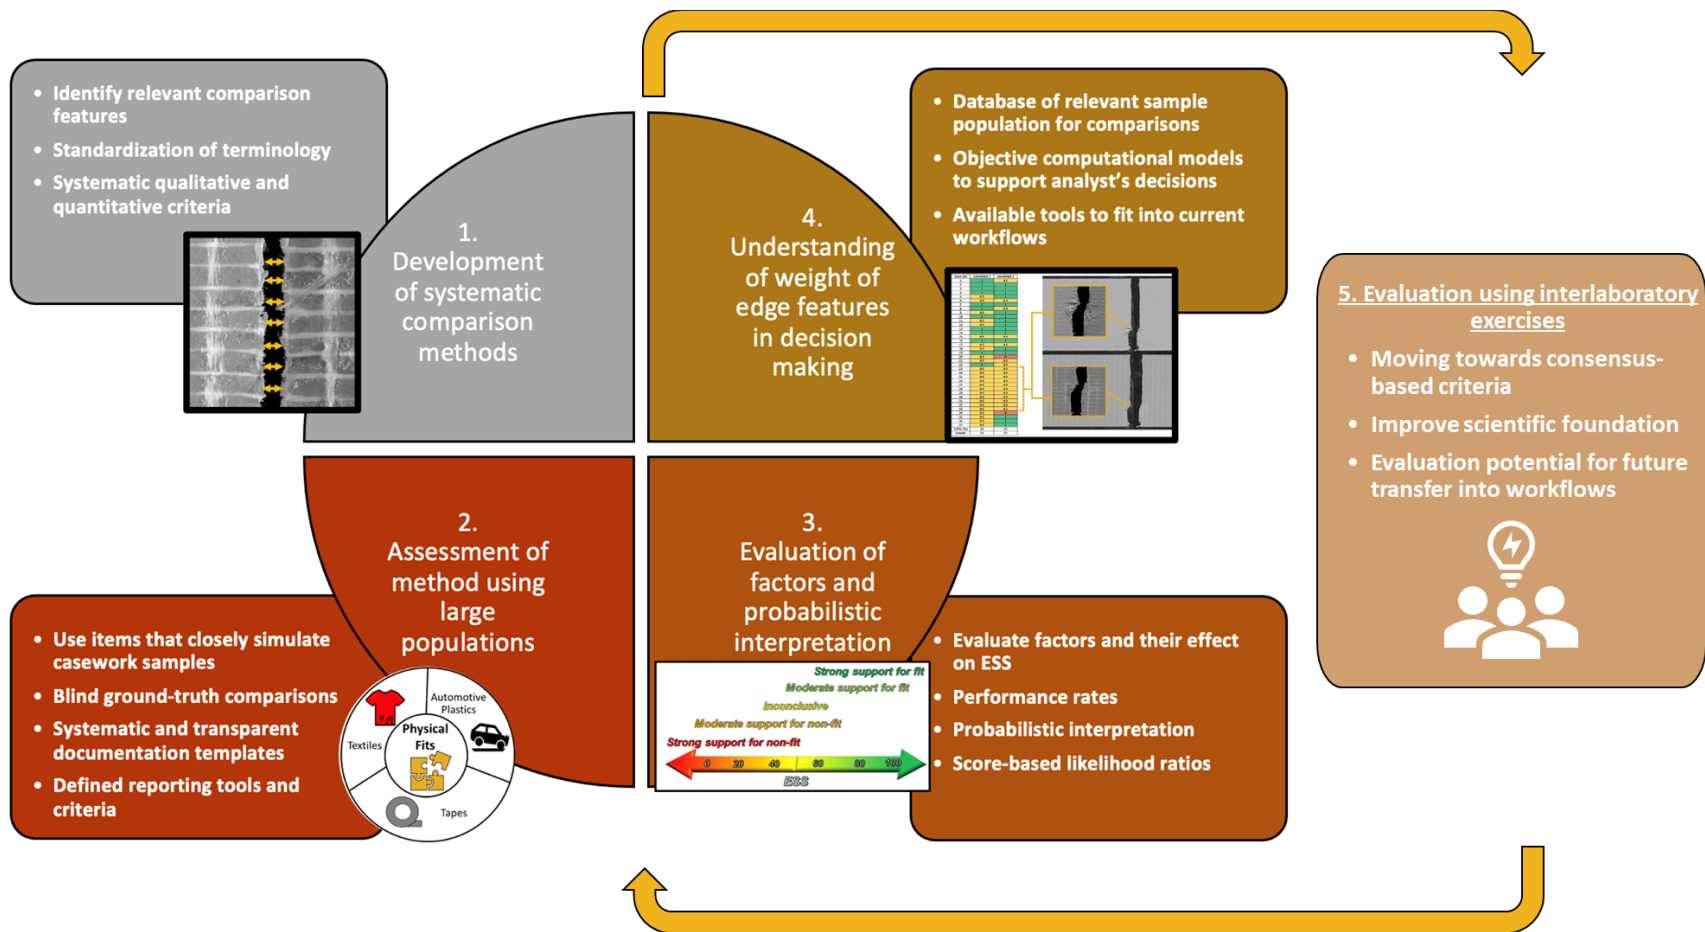 • Identify relevant comparison
features
• Standardization of terminology
• Systematic qualitative and
quantitative criteria
1.
Development
of systematic
comparison
methods
4.
Understanding
of weight of
edge features
in decision
making
• Database of relevant sample
population for comparisons
• Objective computational models
to support analyst's decisions
• Available tools to fit into current
workflows
2.
Assessment of
method using
large
populations
• Use items that closely simulate
casework samples
• Blind ground-truth comparisons
• Systematic and transparent
documentation templates
• Defined reporting tools and
criteria
Automotive
Plastics
Textiles
Physical
Fits
Tapes
3.
Evaluation of
factors and
probabilistic
interpretation
Strong support for fit
Moderate support for fit
Inconclusive
Moderate support for non-fit
Strong support for non-fit
0 20 40 60 80 100
ESS
• Evaluate factors and their effect
on ESS
• Performance rates
• Probabilistic interpretation
• Score-based likelihood ratios
5. Evaluation using interlaboratory
exercises
• Moving towards consensus-
based criteria
• Improve scientific foundation
• Evaluation potential for future
transfer into workflows